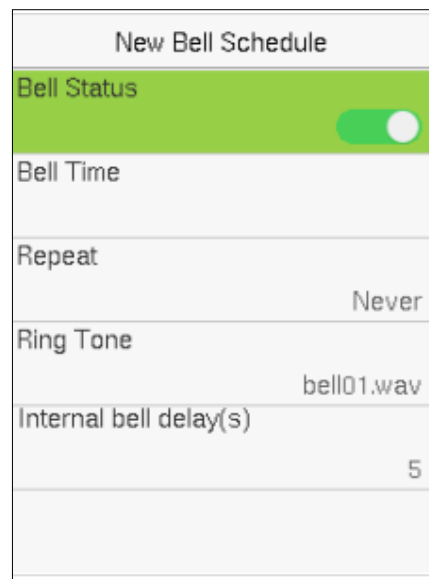 New Bell Schedule
Bell Status
Bell Time
Repeat
Never
Ring Tone
bell01.wav
Internal bell delay(s)
5